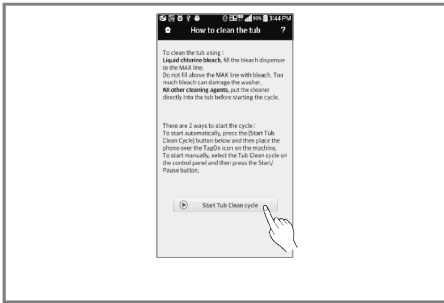 3:44 PM
How to clean the tub ?
To clean the tub using :
Liquid chlorine bleach, fill the bleach dispenser
to the MAX line.
Do not fill above the MAX line with bleach. Too
much bleach can damage the washer.
All other cleaning agents, put the cleaner
directly into the tub before starting the cycle.
There are 2 ways to start the cycle :
To start automatically, press the [Start Tub
Clean Cycle] button below and then place the
phone over the TagOn icon on the machine.
To start manually, select the Tub Clean cycle on
the control panel and then press the Start/
Pause button.
Start Tub Clean cycle